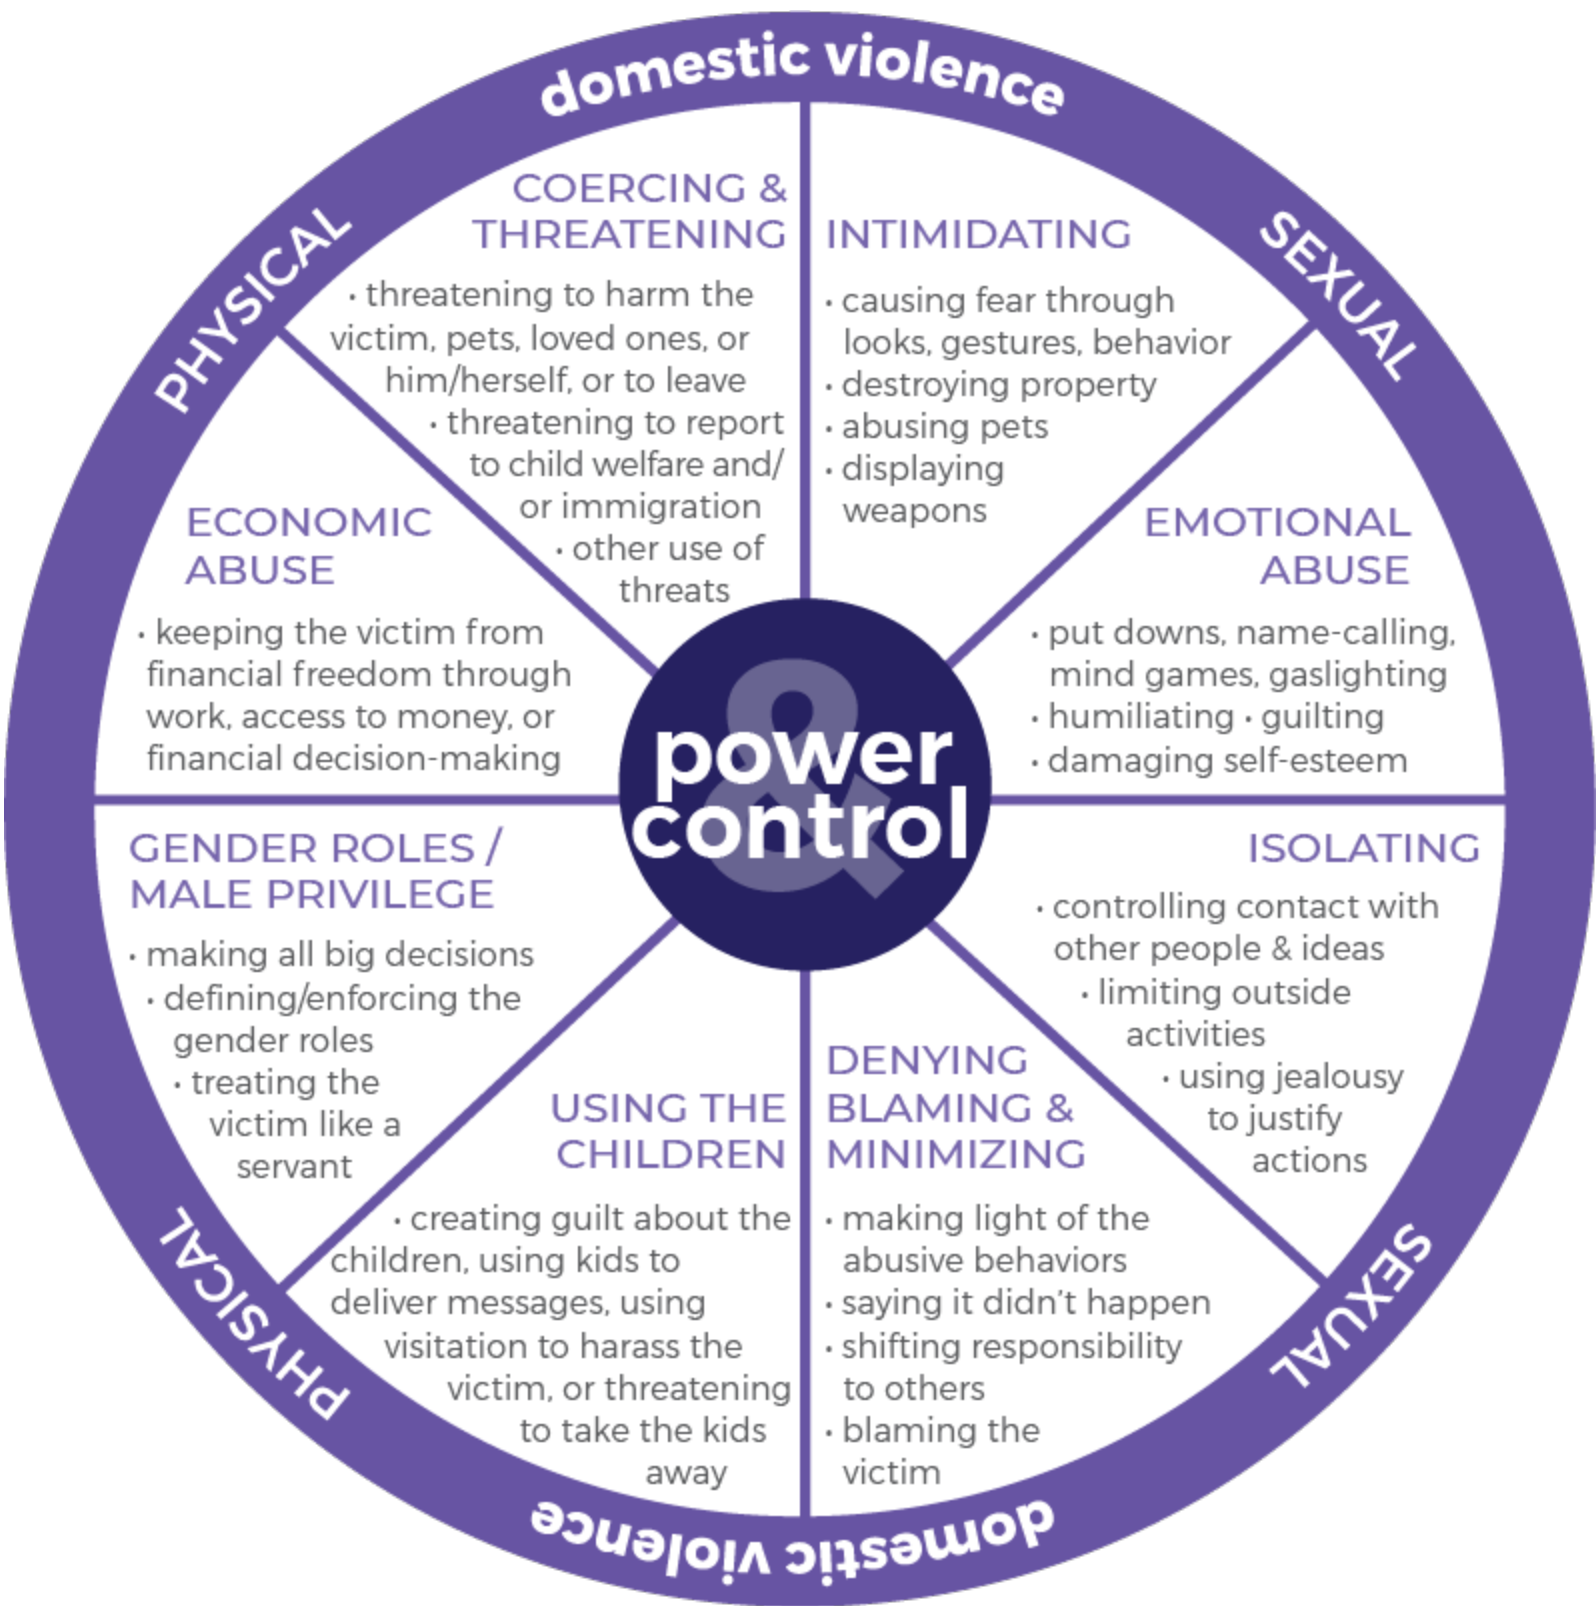 domestic violence
PHYSICAL
SEXUAL
COERCING &
THREATENING
• threatening to harm the
victim, pets, loved ones, or
him/herself, or to leave
• threatening to report
to child welfare and/
or immigration
• other use of
threats
INTIMIDATING
• causing fear through
looks, gestures, behavior
• destroying property
• abusing pets
• displaying
weapons
ECONOMIC
ABUSE
• keeping the victim from
financial freedom through
work, access to money, or
financial decision-making
EMOTIONAL
ABUSE
• put downs, name-calling,
mind games, gaslighting
• humiliating • guilting
• damaging self-esteem
&
power
control
GENDER ROLES /
MALE PRIVILEGE
• making all big decisions
• defining/enforcing the
gender roles
• treating the
victim like a
servant
ISOLATING
• controlling contact with
other people & ideas
• limiting outside
activities
• using jealousy
to justify
actions
USING THE
CHILDREN
• creating guilt about the
children, using kids to
deliver messages, using
visitation to harass the
victim, or threatening
to take the kids
away
DENYING
BLAMING &
MINIMIZING
• making light of the
abusive behaviors
• saying it didn't happen
• shifting responsibility
to others
• blaming the
victim
PHYSICAL
SEXUAL
domestic violence